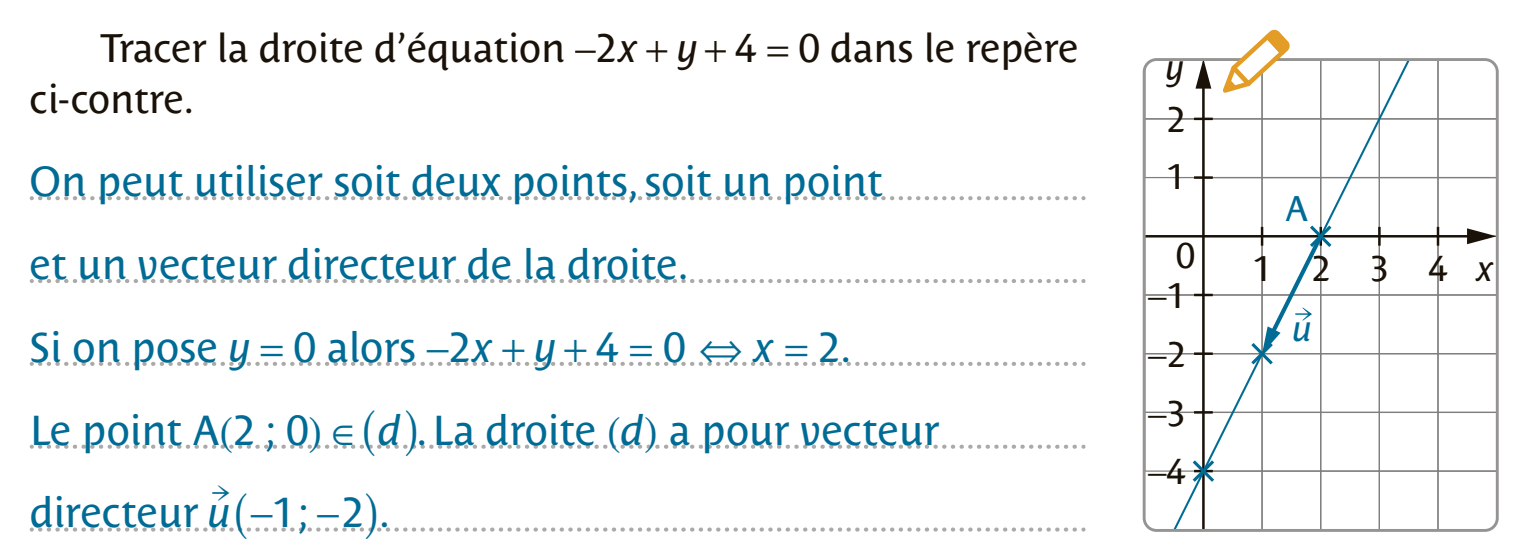 Tracer la droite d'équation –2x + y + 4 = 0 dans le repère
ci-contre.
On peut utiliser soit deux points, soit un point
et un vecteur directeur de la droite.
Si on pose y = 0 alors –2x + y + 4 = 0 ⇔ x = 2.
Le point A(2 ; 0) ∈ (d). La droite (d) a pour vecteur
directeur u⃗(–1 ; –2).
y
2
1
A
0
1 2 3 4 x
–1
u⃗
–2
–3
–4